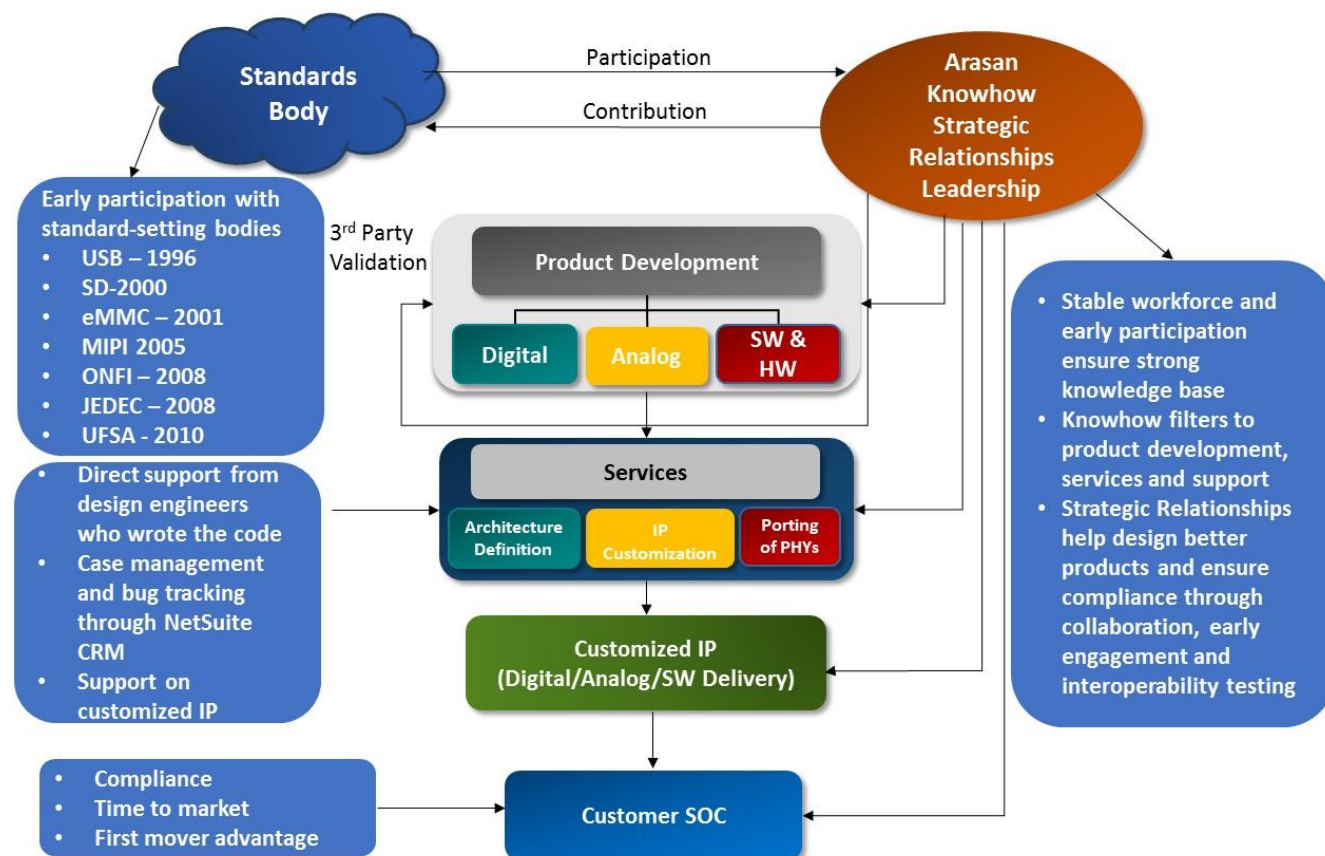 Standards
Body
Participation
Contribution
Arasan
Knowhow
Strategic
Relationships
Leadership
Early participation with
standard-setting bodies
• USB – 1996
• SD-2000
• eMMC – 2001
• MIPI 2005
• ONFI – 2008
• JEDEC – 2008
• UFSA - 2010
3rd Party
Validation
Product Development
Digital
Analog
SW &
HW
• Stable workforce and
early participation
ensure strong
knowledge base
• Knowhow filters to
product development,
services and support
• Strategic Relationships
help design better
products and ensure
compliance through
collaboration, early
engagement and
interoperability testing
• Direct support from
design engineers
who wrote the code
• Case management
and bug tracking
through NetSuite
CRM
• Support on
customized IP
Services
Architecture
Definition
IP
Customization
Porting
of PHYs
Customized IP
(Digital/Analog/SW Delivery)
• Compliance
• Time to market
• First mover advantage
Customer SOC